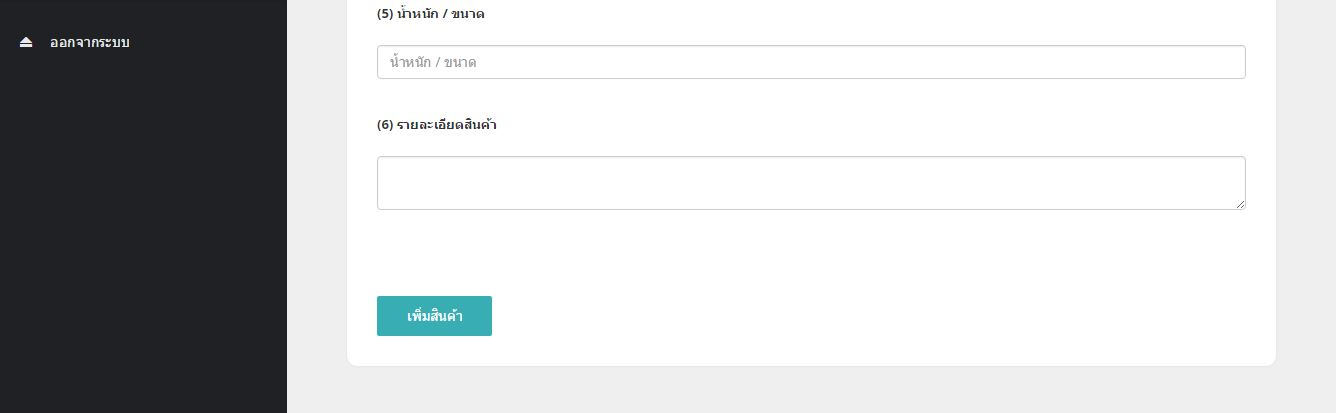 (5) น้ำหนัก / ขนาด
ออกจากระบบ
น้ำหนัก / ขนาด
(6) รายละเอียดสินค้า
เพิ่มสินค้า